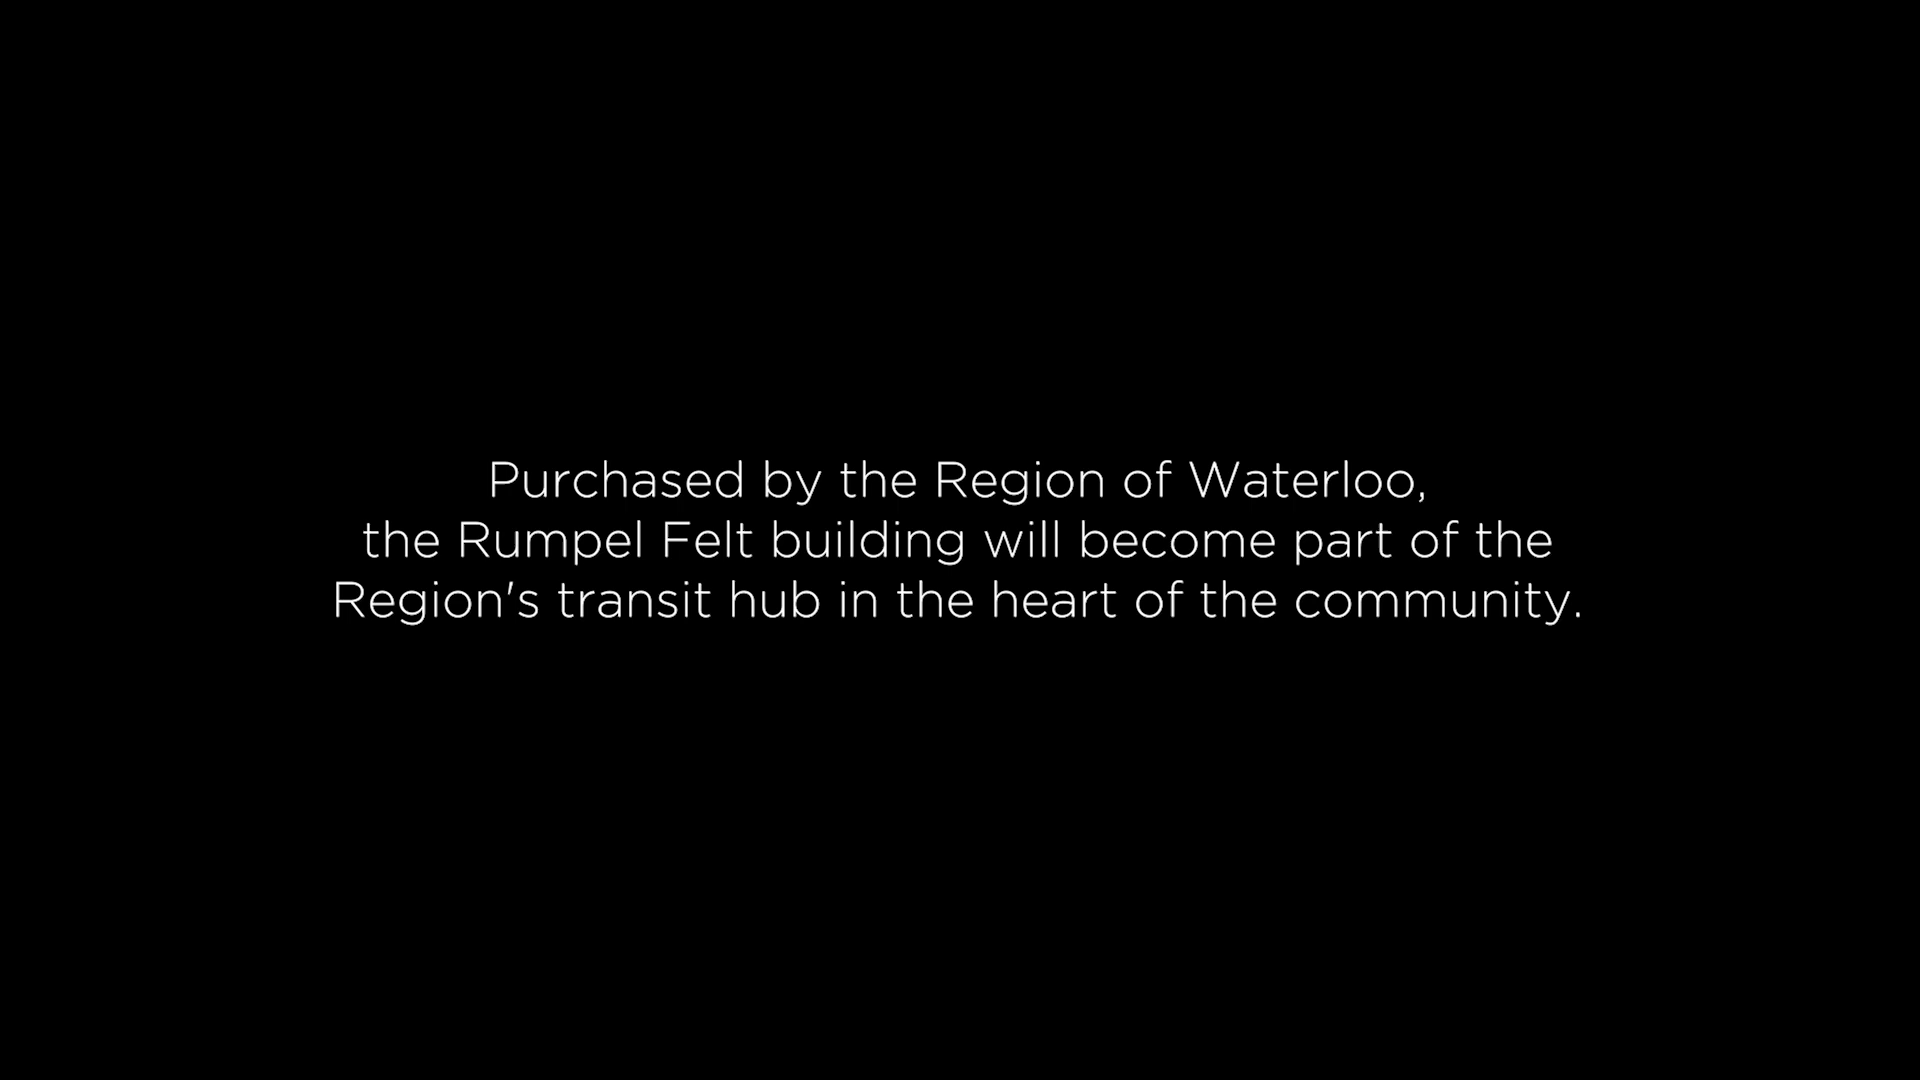 Purchased by the Region of Waterloo,
the Rumpel Felt building will become part of the
Region's transit hub in the heart of the community.